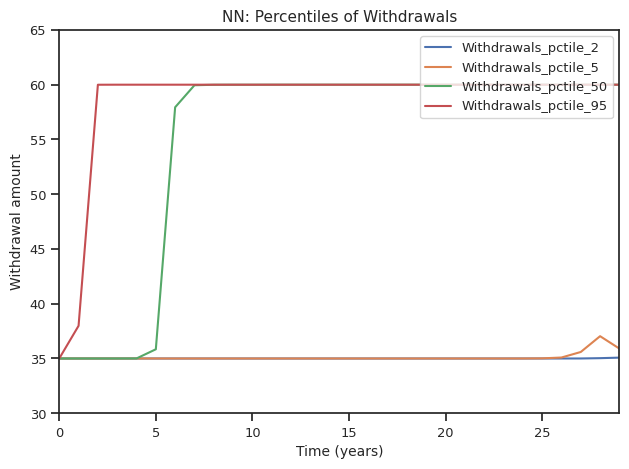 NN: Percentiles of Withdrawals
Withdrawal amount
65
60
55
50
45
40
35
30
Withdrawals_pctile_2
Withdrawals_pctile_5
Withdrawals_pctile_50
Withdrawals_pctile_95
0
5
10
15
20
25
Time (years)